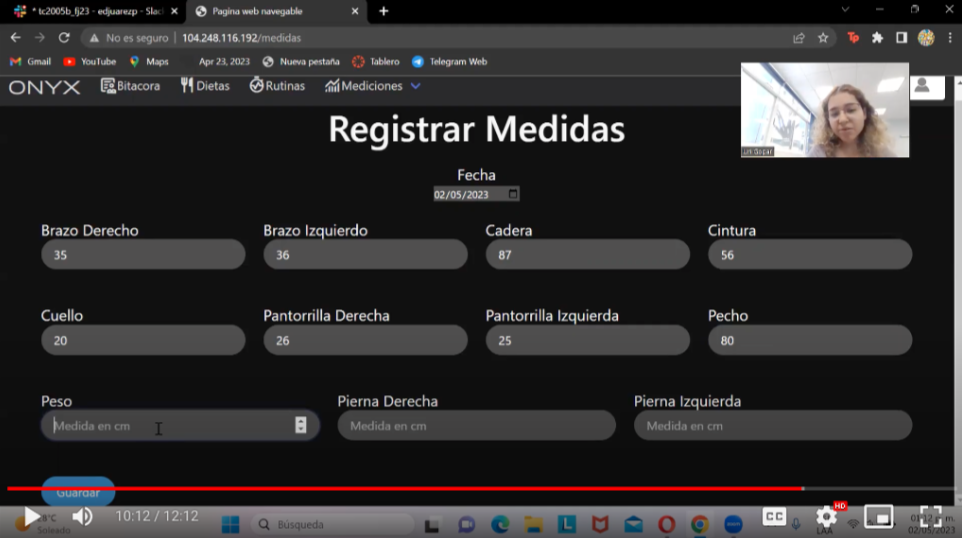 * tc2005b_fj23 - edjuarezp - Slac
Pagina web navegable
No es seguro | 104.248.116.192/medidas
Gmail YouTube Maps Apr 23, 2023 Nueva pestaña Tablero Telegram Web
ONYX Bitacora Dietas Rutinas Mediciones
Registrar Medidas
Fecha
02/05/2023
Brazo Derecho Brazo Izquierdo Cadera Cintura
35 36 87 56
Cuello Pantorrilla Derecha Pantorrilla Izquierda Pecho
20 26 25 80
Peso Pierna Derecha Pierna Izquierda
Medida en cm Medida en cm Medida en cm
Guardar
10:12 / 12:12
CC HD
28°C
Soleado
Búsqueda
LAA
02/05/2023